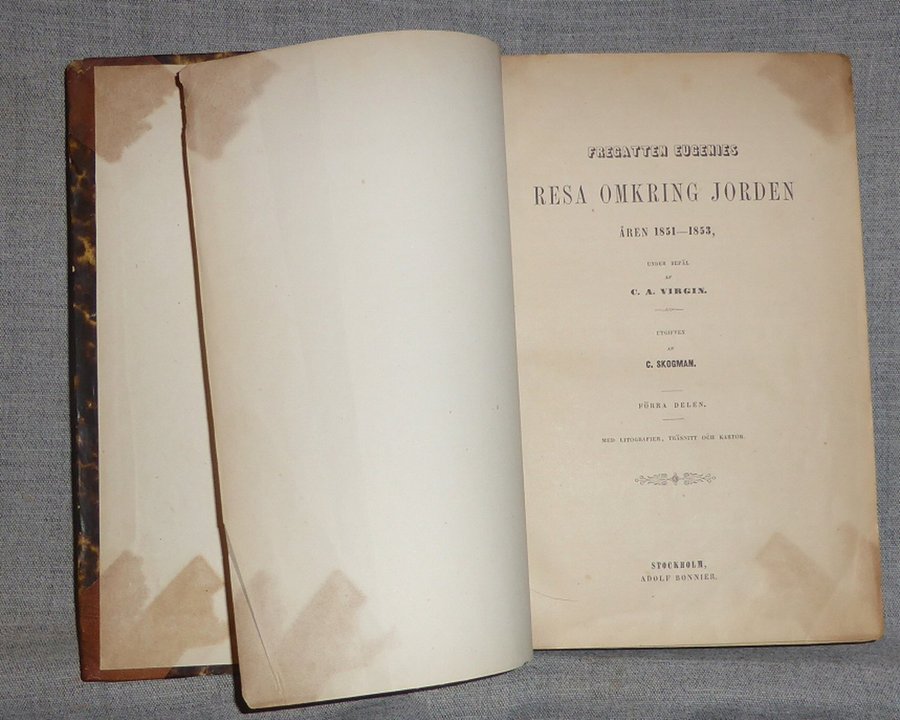 FREGATTEN EUGENIES
RESA OMKRING JORDEN
ÅREN 1851—1853,
UNDER BEFÄL
AF
C. A. VIRGIN.
UTGIFVEN
AF
C. SKOGMAN.
FÖRRA DELEN.
MED LITOGRAFIER, TRÄSNITT OCH KARTOR.
STOCKHOLM,
ADOLF BONNIER.